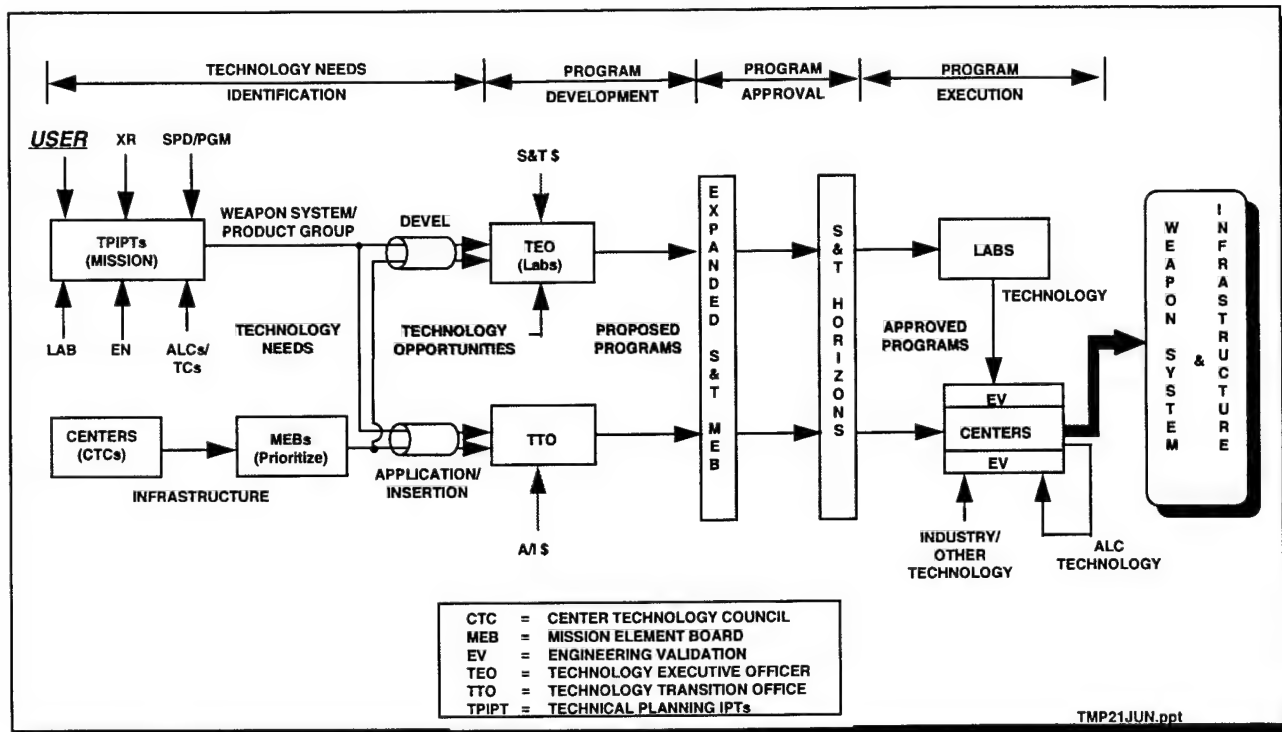 TECHNOLOGY NEEDS
IDENTIFICATION
PROGRAM
DEVELOPMENT
PROGRAM
APPROVAL
PROGRAM
EXECUTION
USER
XR
SPD/PGM
S&T $
WEAPON SYSTEM/
PRODUCT GROUP
DEVEL
TPIPTs
(MISSION)
TEO
(Labs)
LABS
TECHNOLOGY
LAB
EN
ALCs/
TCs
TECHNOLOGY
NEEDS
TECHNOLOGY
OPPORTUNITIES
PROPOSED
PROGRAMS
EXPANDED S&T MEB
S&T HORIZONS
APPROVED
PROGRAMS
WEAPON SYSTEM
&
INFRASTRUCTURE
CENTERS
(CTCs)
MEBs
(Prioritize)
INFRASTRUCTURE
APPLICATION/
INSERTION
TTO
A/I $
EV
CENTERS
EV
INDUSTRY/
OTHER
TECHNOLOGY
ALC
TECHNOLOGY
CTC = CENTER TECHNOLOGY COUNCIL
MEB = MISSION ELEMENT BOARD
EV = ENGINEERING VALIDATION
TEO = TECHNOLOGY EXECUTIVE OFFICER
TTO = TECHNOLOGY TRANSITION OFFICE
TPIPT = TECHNICAL PLANNING IPTs
TMP21JUN.ppt